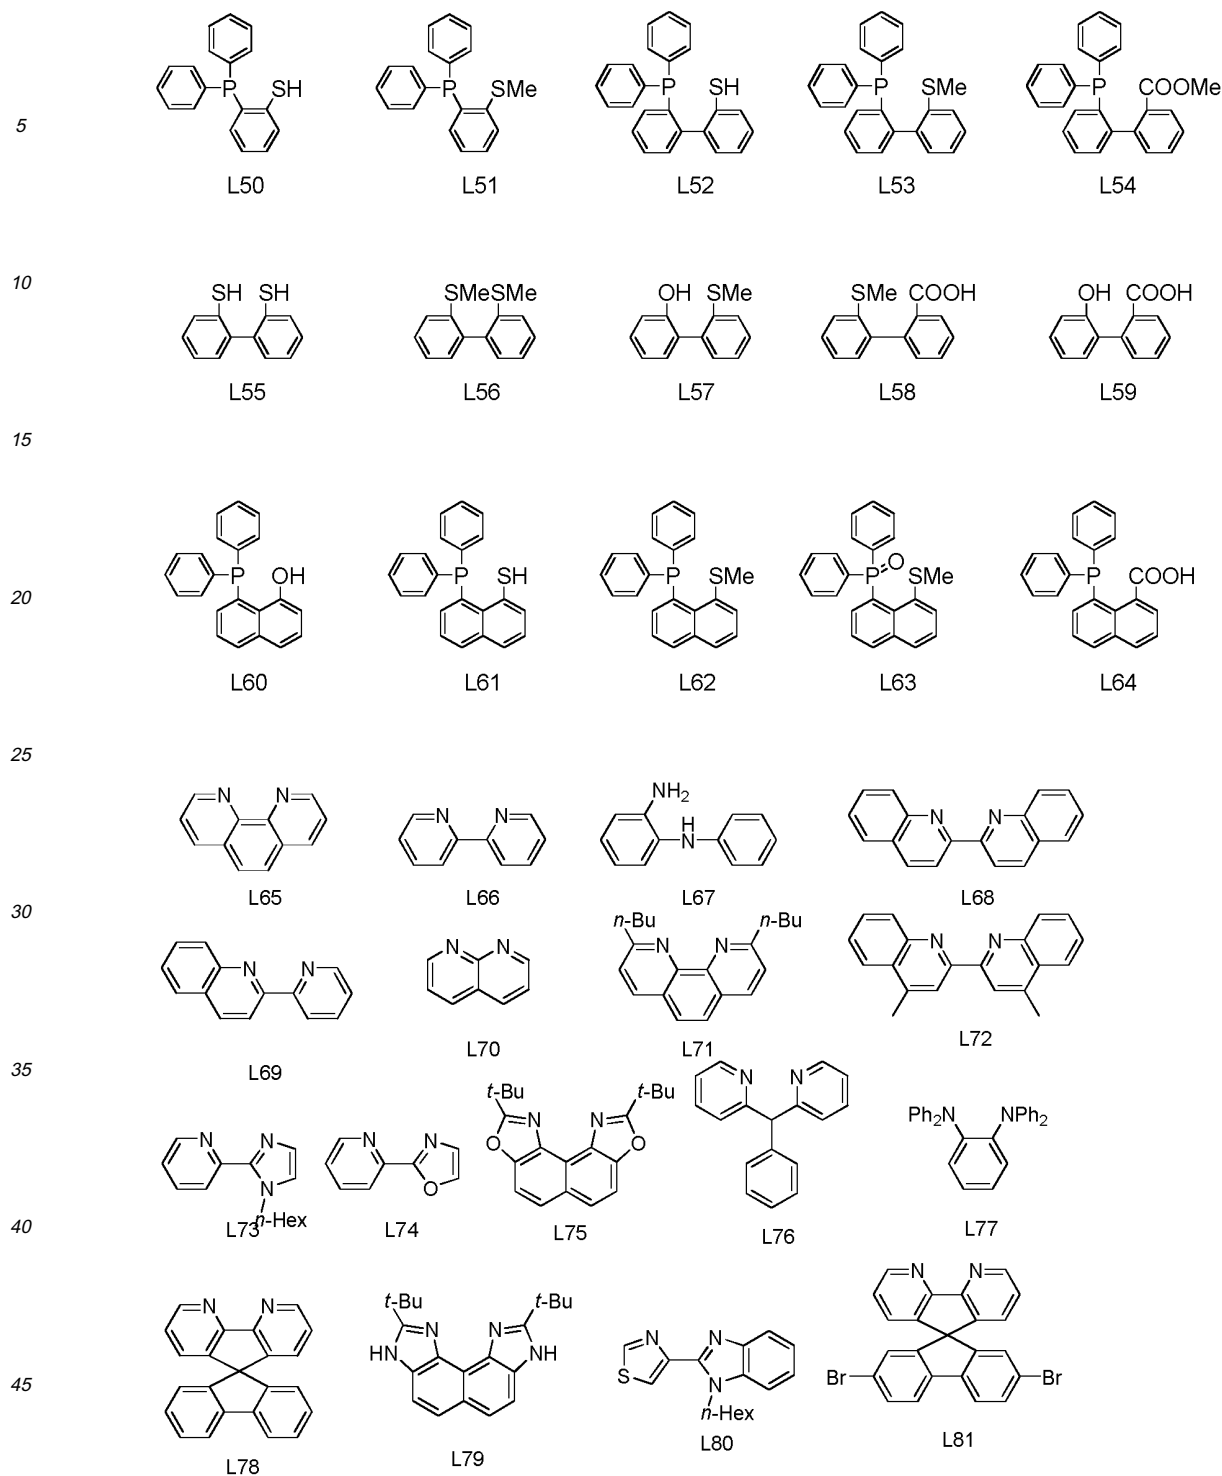 P SH
P SMe
P SH
P SMe
P COOMe
5
L50 L51 L52 L53 L54
10
SH SH SMe SMe OH SMe SMe COOH OH COOH
L55 L56 L57 L58 L59
15
P OH
P SH
P SMe
P O SMe
P COOH
20
L60 L61 L62 L63 L64
25
N N N N NH2 H N N N
L65 L66 L67 L68
30
N N N N n-Bu N N n-Bu N N
L69 L70 L71 L72
35
N N N n-Hex
N N O
t-Bu N N t-Bu O O
N N
Ph2N NPh2
L73 L74 L75 L76 L77
40
N N
t-Bu t-Bu N N HN NH
N S N N n-Hex
N N Br Br
45
L78 L79 L80 L81